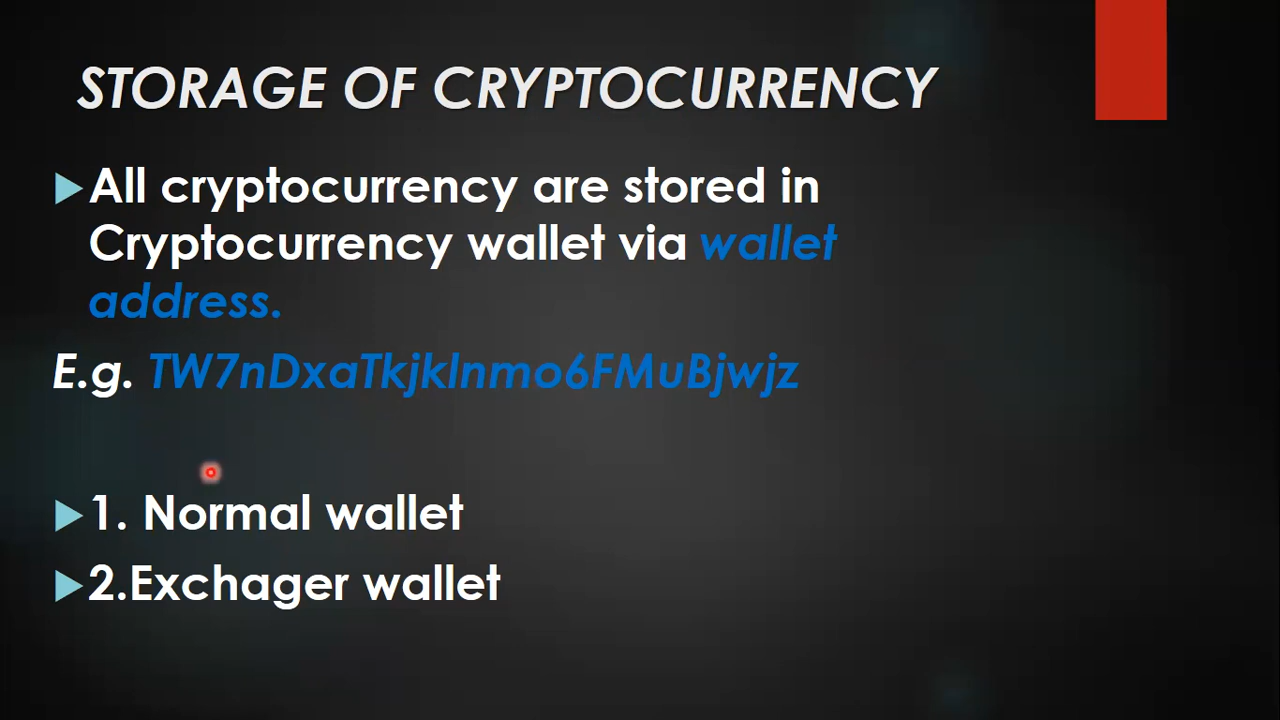 STORAGE OF CRYPTOCURRENCY
All cryptocurrency are stored in
Cryptocurrency wallet via wallet
address.
E.g. TW7nDxaTkjklnmo6FMuBjwjz
1. Normal wallet
2.Exchager wallet